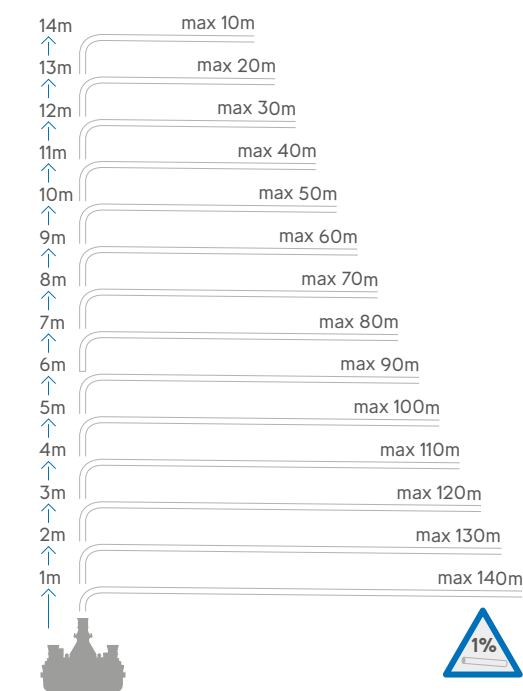 14m max 10m
13m max 20m
12m max 30m
11m max 40m
10m max 50m
9m max 60m
8m max 70m
7m max 80m
6m max 90m
5m max 100m
4m max 110m
3m max 120m
2m max 130m
1m max 140m
1%